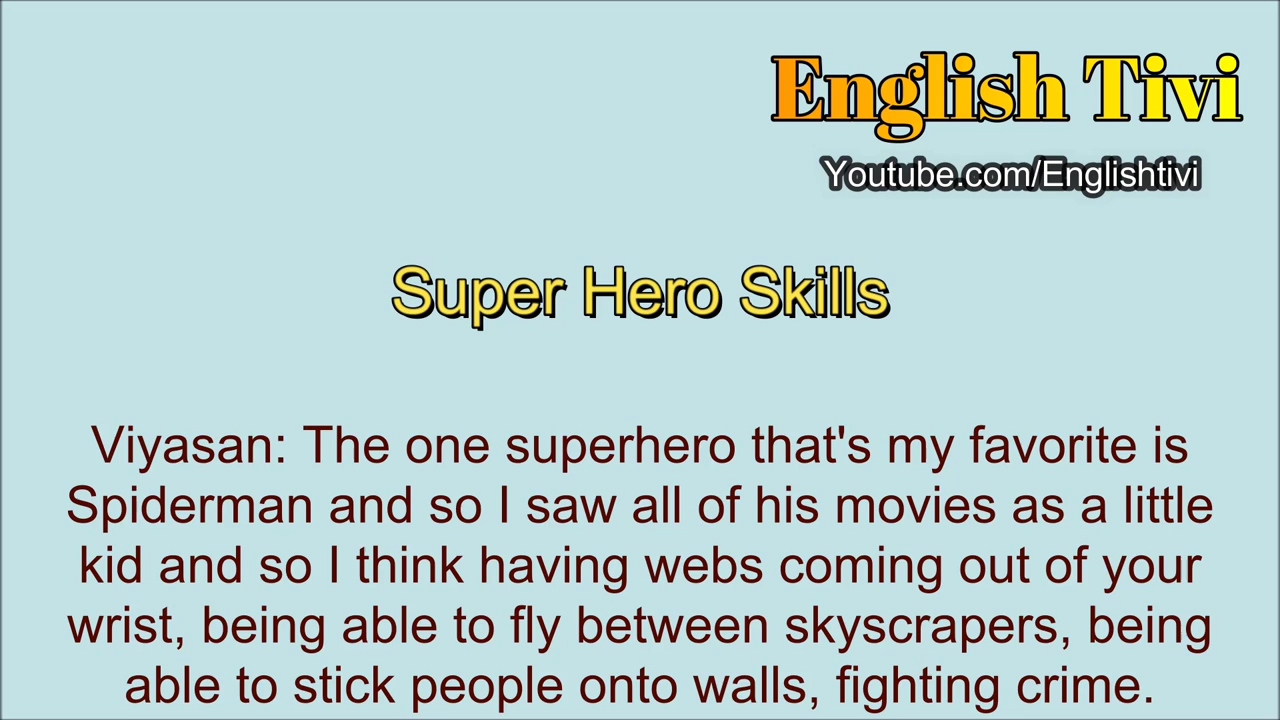 English Tivi
Youtube.com/Englishtivi
Super Hero Skills
Viyasan: The one superhero that's my favorite is
Spiderman and so I saw all of his movies as a little
kid and so I think having webs coming out of your
wrist, being able to fly between skyscrapers, being
able to stick people onto walls, fighting crime.